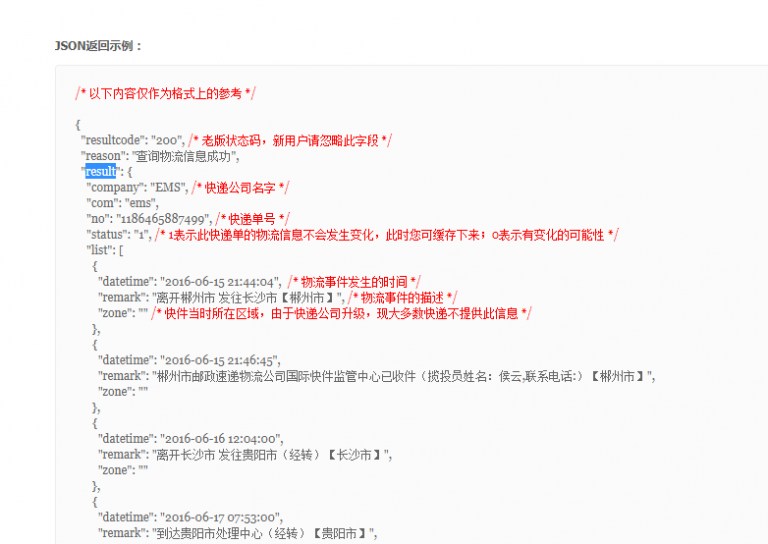 JSON返回示例：
/* 以下内容仅作为格式上的参考 */
{
"resultcode": "200", /* 老版状态码，新用户请忽略此字段 */
"reason": "查询物流信息成功",
"result": {
"company": "EMS", /* 快递公司名字 */
"com": "ems",
"no": "1186465887499", /* 快递单号 */
"status": "1", /* 1表示此快递单的物流信息不会发生变化，此时您可缓存下来；0表示有变化的可能性 */
"list": [
{
"datetime": "2016-06-15 21:44:04", /* 物流事件发生的时间 */
"remark": "离开郴州市 发往长沙市【郴州市】", /* 物流事件的描述 */
"zone": "" /* 快件当时所在区域，由于快递公司升级，现大多数快递不提供此信息 */
},
{
"datetime": "2016-06-15 21:46:45",
"remark": "郴州市邮政速递物流公司国际快件监管中心已收件（揽投员姓名：侯云,联系电话:）【郴州市】",
"zone": ""
},
{
"datetime": "2016-06-16 12:04:00",
"remark": "离开长沙市 发往贵阳市（经转）【长沙市】",
"zone": ""
},
{
"datetime": "2016-06-17 07:53:00",
"remark": "到达贵阳市处理中心（经转）【贵阳市】",